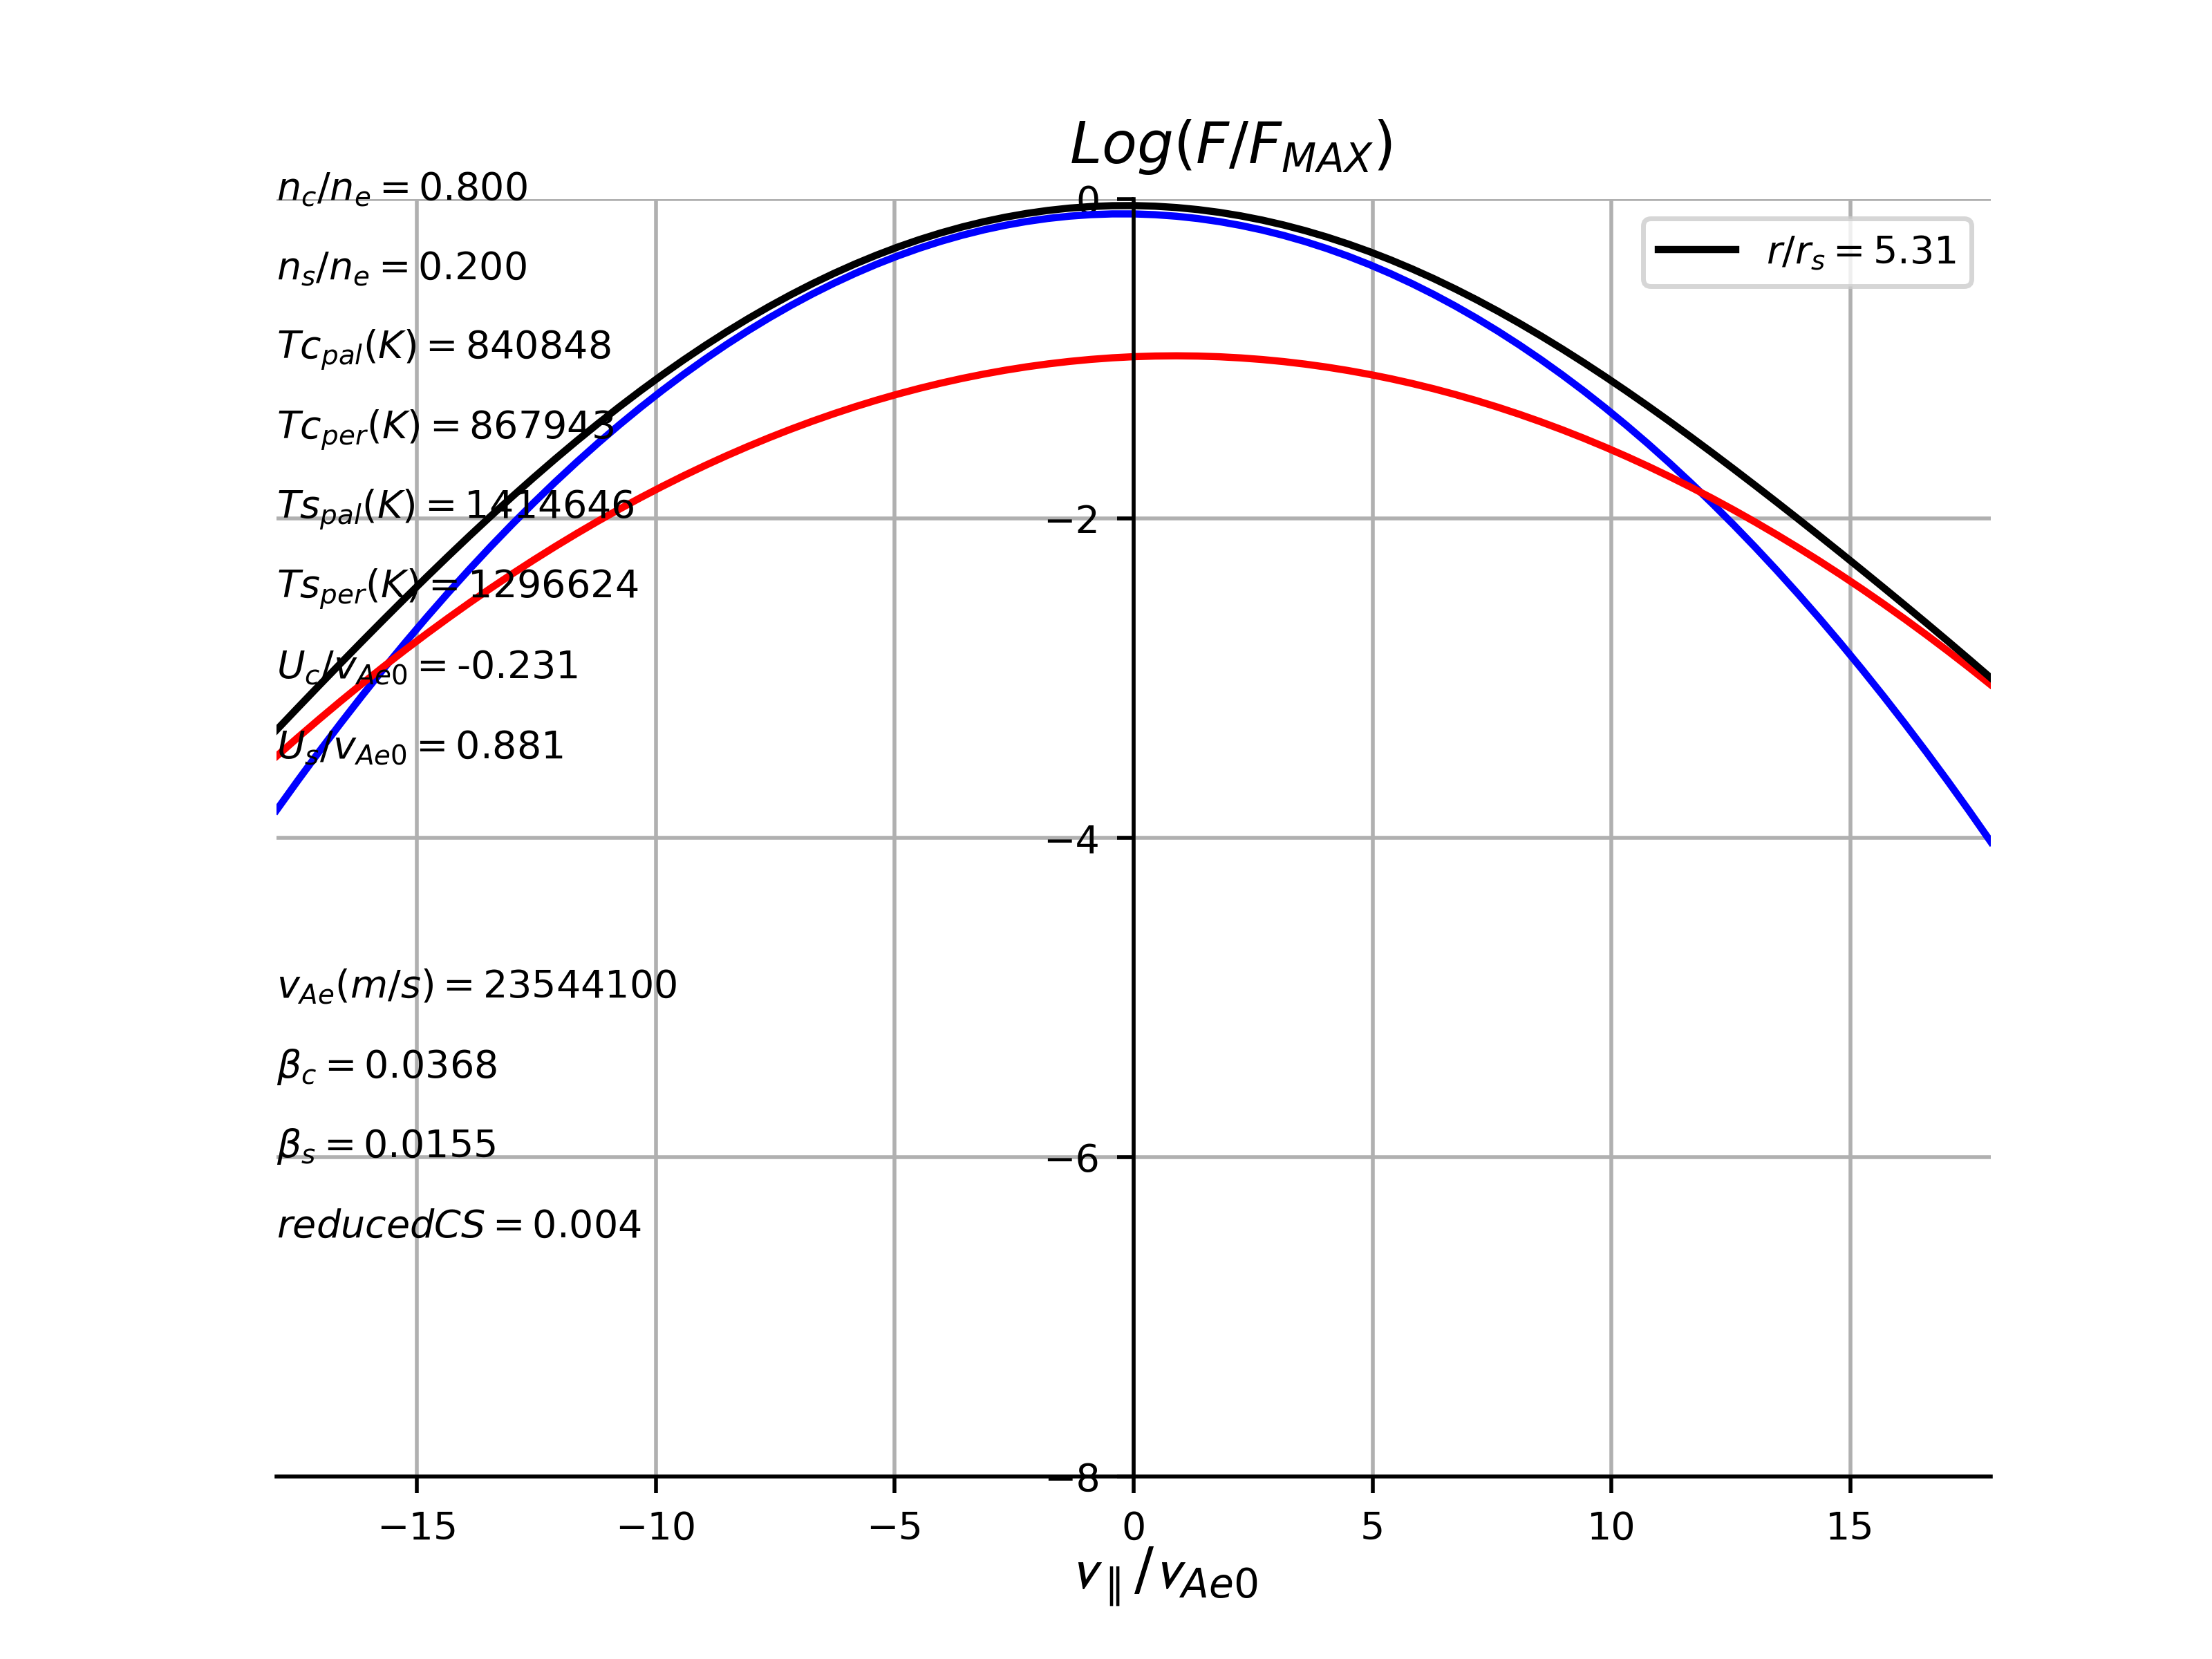 Log(F/F_MAX)
n_c/n_e = 0.800
n_s/n_e = 0.200
Tc_pal(K) = 840848
Tc_per(K) = 867943
Ts_pal(K) = 1414646
Ts_per(K) = 1296624
U_c/v_Ae0 = -0.231
U_s/v_Ae0 = 0.881
v_Ae(m/s) = 23544100
β_c = 0.0368
β_s = 0.0155
reducedCS = 0.004
r/r_s = 5.31
0
−2
−4
−6
−8
−15 −10 −5 0 5 10 15
v_∥/v_Ae0